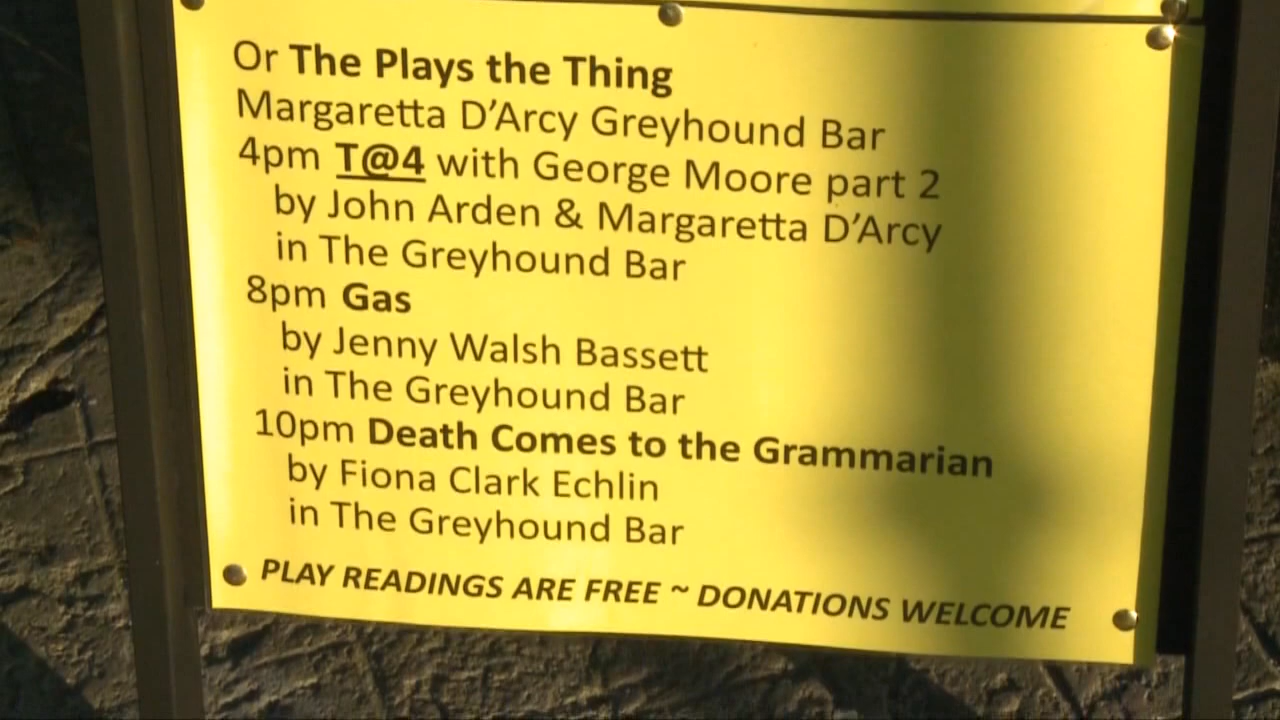 Or The Plays the Thing
Margaretta D'Arcy Greyhound Bar
4pm T@4 with George Moore part 2
by John Arden & Margaretta D'Arcy
in The Greyhound Bar
8pm Gas
by Jenny Walsh Bassett
in The Greyhound Bar
10pm Death Comes to the Grammarian
by Fiona Clark Echlin
in The Greyhound Bar
PLAY READINGS ARE FREE ~ DONATIONS WELCOME